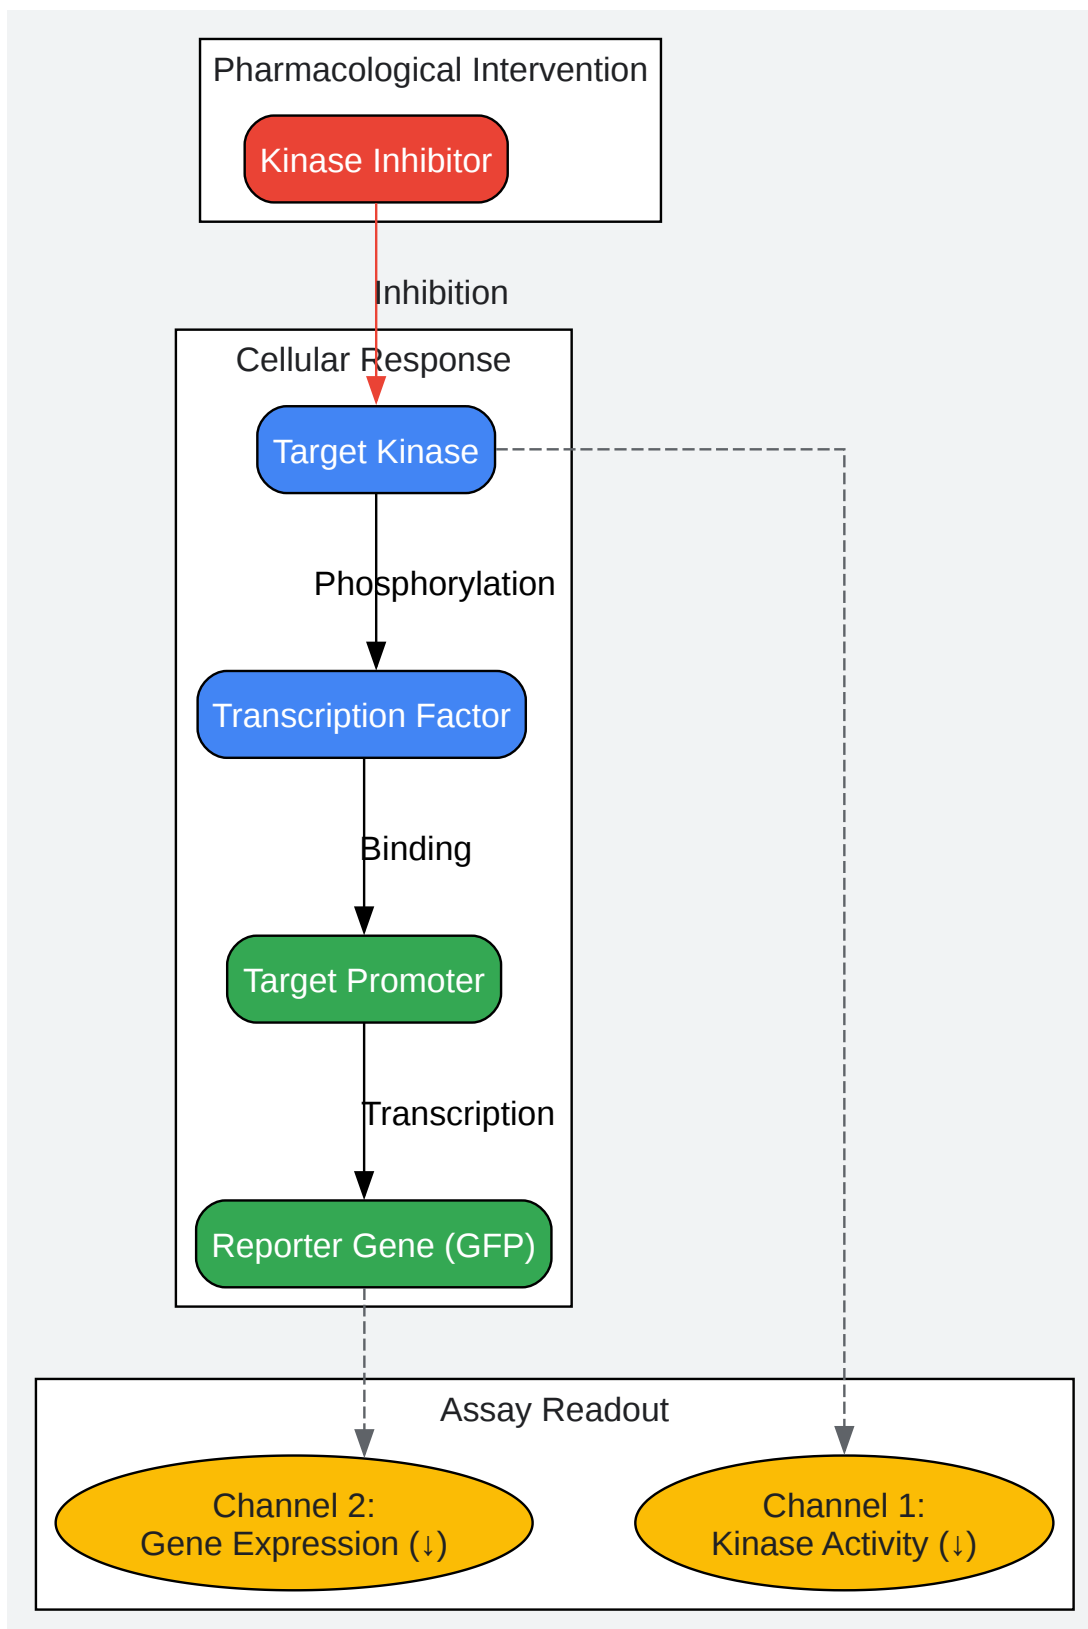 Pharmacological Intervention
Kinase Inhibitor
Inhibition
Cellular Response
Target Kinase
Phosphorylation
Transcription Factor
Binding
Target Promoter
Transcription
Reporter Gene (GFP)
Assay Readout
Channel 2:
Gene Expression (↓)
Channel 1:
Kinase Activity (↓)